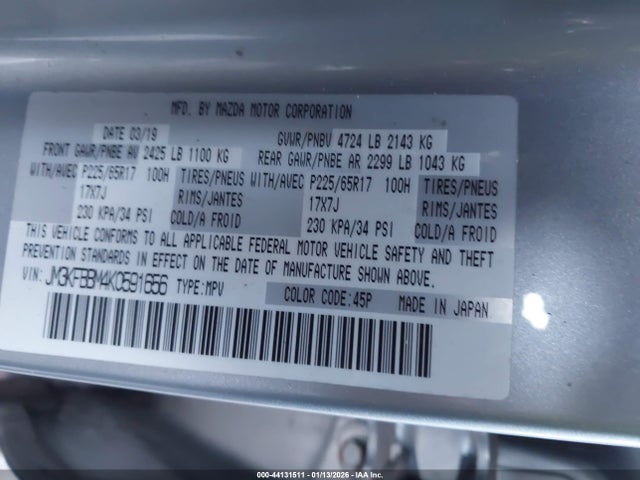 MFD. BY MAZDA MOTOR CORPORATION
DATE 03/19 GVWR/PNBV 4724 LB 2143 KG
FRONT GAWR/PNBE AV 2425 LB 1100 KG REAR GAWR/PNBE AR 2299 LB 1043 KG
WITH/AVEC P225/65R17 100H TIRES/PNEUS WITH/AVEC P225/65R17 100H TIRES/PNEUS
17X7J RIMS/JANTES 17X7J RIMS/JANTES
230 KPA/34 PSI COLD/A FROID 230 KPA/34 PSI COLD/A FROID
THIS VEHICLE CONFORMS TO ALL APPLICABLE FEDERAL MOTOR VEHICLE SAFETY AND THEFT
PREVENTION STANDARDS IN EFFECT ON THE DATE OF MANUFACTURE SHOWN ABOVE.
VIN: JM3KFBBM4K0591656 TYPE:MPV COLOR CODE:45P MADE IN JAPAN
000-44131511 - 01/13/2026 - IAA Inc.